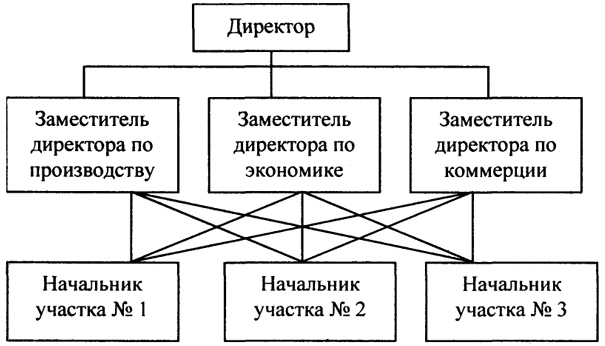 Директор
Заместитель
директора по
производству
Заместитель
директора по
экономике
Заместитель
директора по
коммерции
Начальник
участка № 1
Начальник
участка № 2
Начальник
участка № 3